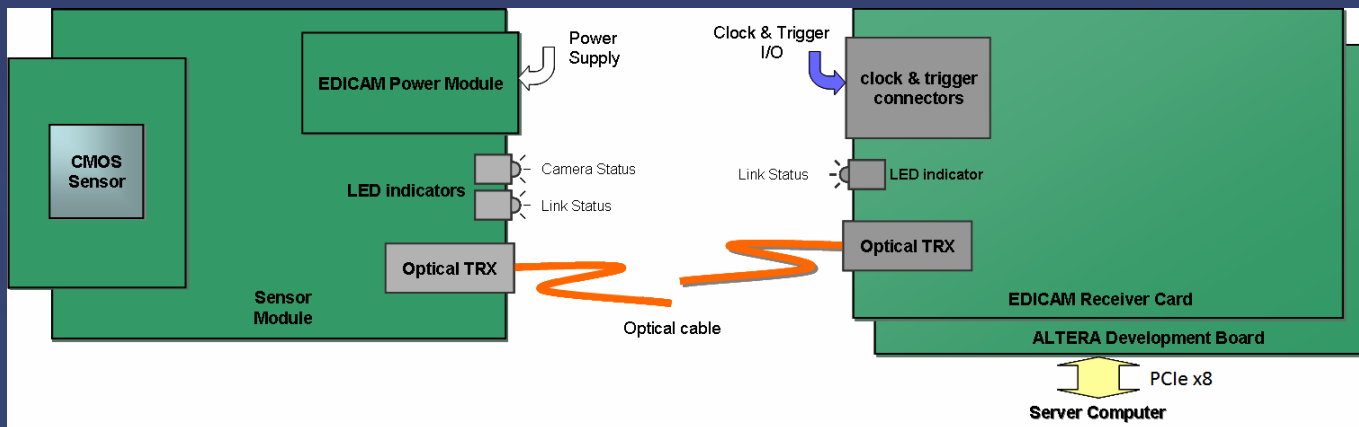 EDICAM Power Module
Power
Supply
CMOS
Sensor
LED indicators
Camera Status
Link Status
Optical TRX
Sensor
Module
Optical cable
Clock & Trigger
I/O
clock & trigger
connectors
Link Status
LED indicator
Optical TRX
EDICAM Receiver Card
ALTERA Development Board
PCIe x8
Server Computer